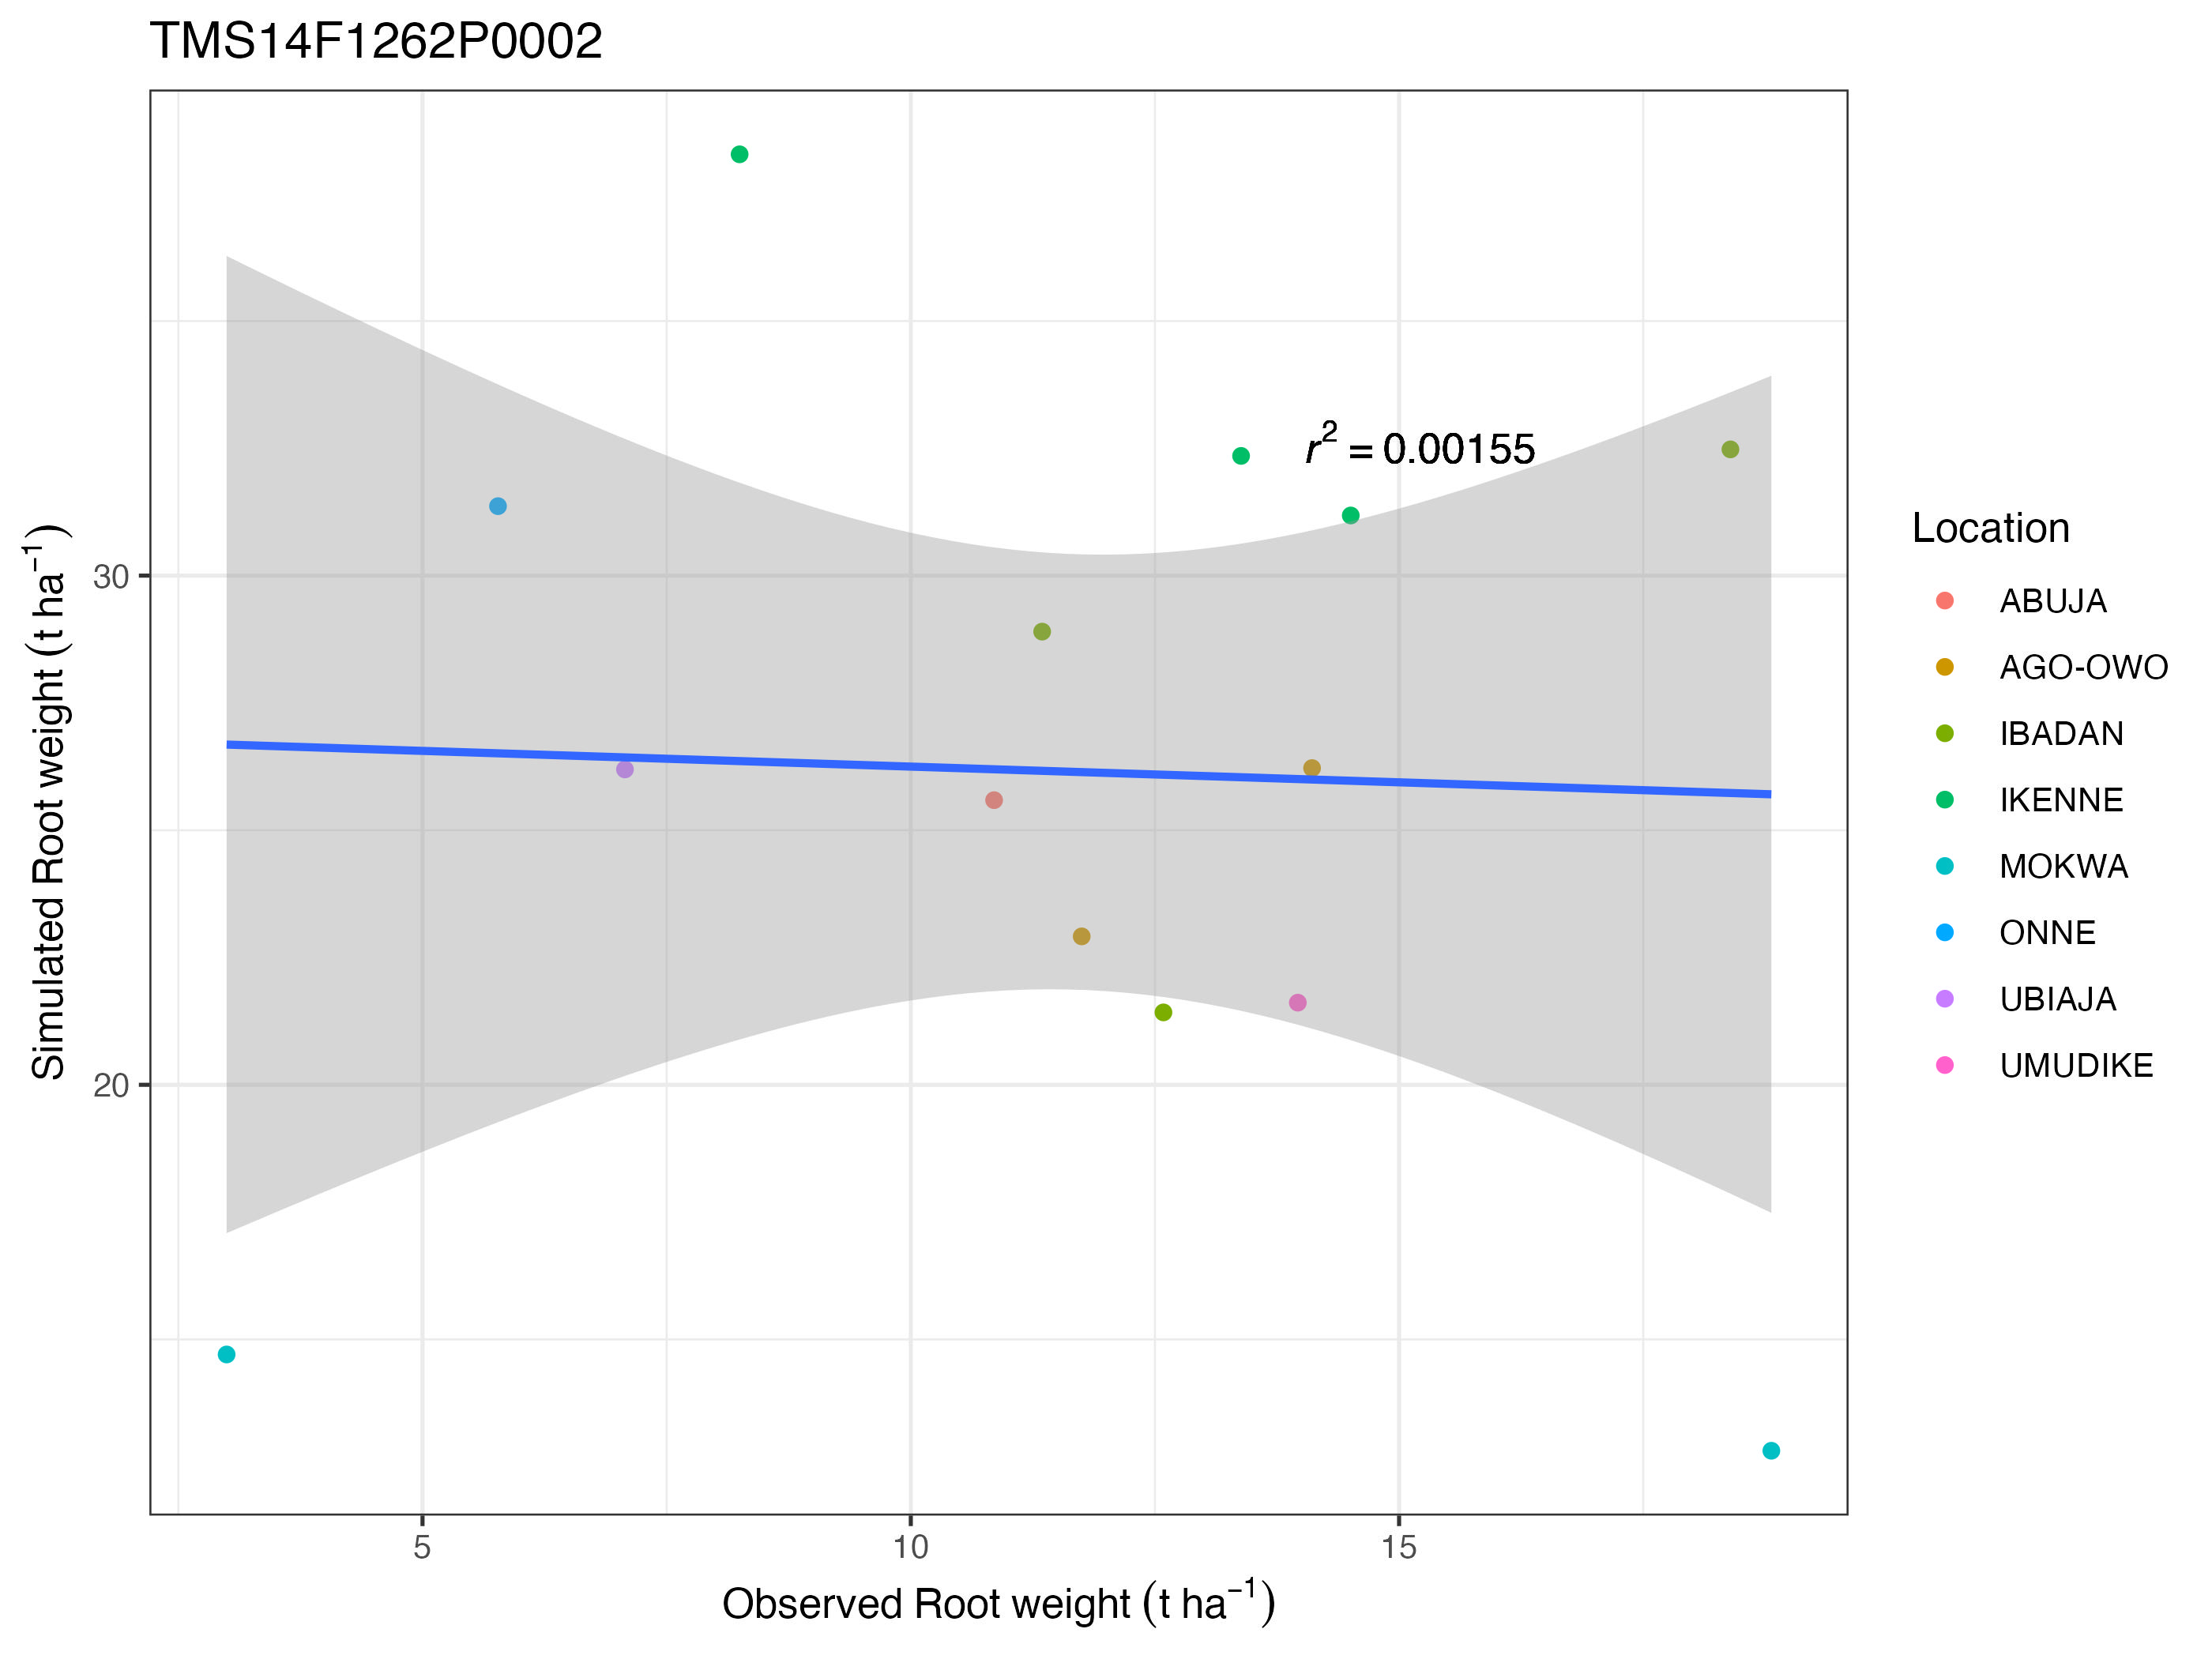 TMS14F1262P0002
r² = 0.00155
Simulated Root weight (t ha⁻¹)
30
20
5 10 15
Observed Root weight (t ha⁻¹)
Location
ABUJA
AGO-OWO
IBADAN
IKENNE
MOKWA
ONNE
UBIAJA
UMUDIKE